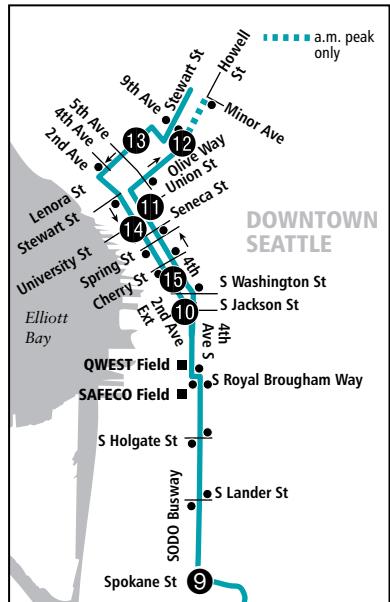 a.m. peak
only
Howell
St
Stewart St
9th Ave
Minor Ave
5th Ave
4th Ave
2nd Ave
13
12
Olive Way
Union St
Lenora St
Stewart St
11
Seneca St
14
University St
DOWNTOWN
SEATTLE
Spring St
Cherry St
15
4th
Ave S
2nd Ave
Ext
10
S Washington St
S Jackson St
Elliott
Bay
QWEST Field
S Royal Brougham Way
SAFECO Field
S Holgate St
S Lander St
SODO Busway
Spokane St
9